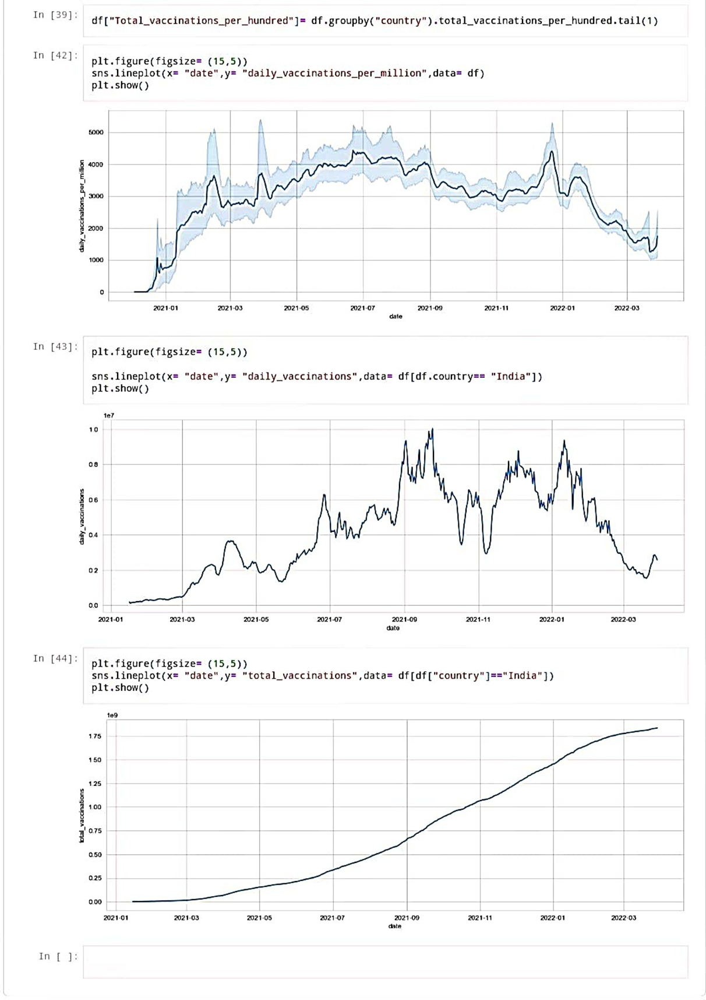 In [39]:
df["Total_vaccinations_per_hundred"]= df.groupby("country").total_vaccinations_per_hundred.tail(1)
In [42]:
plt.figure(figsize= (15,5))
sns.lineplot(x= "date",y= "daily_vaccinations_per_million",data= df)
plt.show()
daily_vaccinations_per_million
5000
4000
3000
2000
1000
0
2021-01 2021-03 2021-05 2021-07 2021-09 2021-11 2022-01 2022-03
date
In [43]:
plt.figure(figsize= (15,5))
sns.lineplot(x= "date",y= "daily_vaccinations",data= df[df.country== "India"])
plt.show()
1e7
daily_vaccinations
1.0
0.8
0.6
0.4
0.2
0.0
2021-01 2021-03 2021-05 2021-07 2021-09 2021-11 2022-01 2022-03
date
In [44]:
plt.figure(figsize= (15,5))
sns.lineplot(x= "date",y= "total_vaccinations",data= df[df["country"]=="India"])
plt.show()
1e9
total_vaccinations
1.75
1.50
1.25
1.00
0.75
0.50
0.25
0.00
2021-01 2021-03 2021-05 2021-07 2021-09 2021-11 2022-01 2022-03
date
In [ ]: